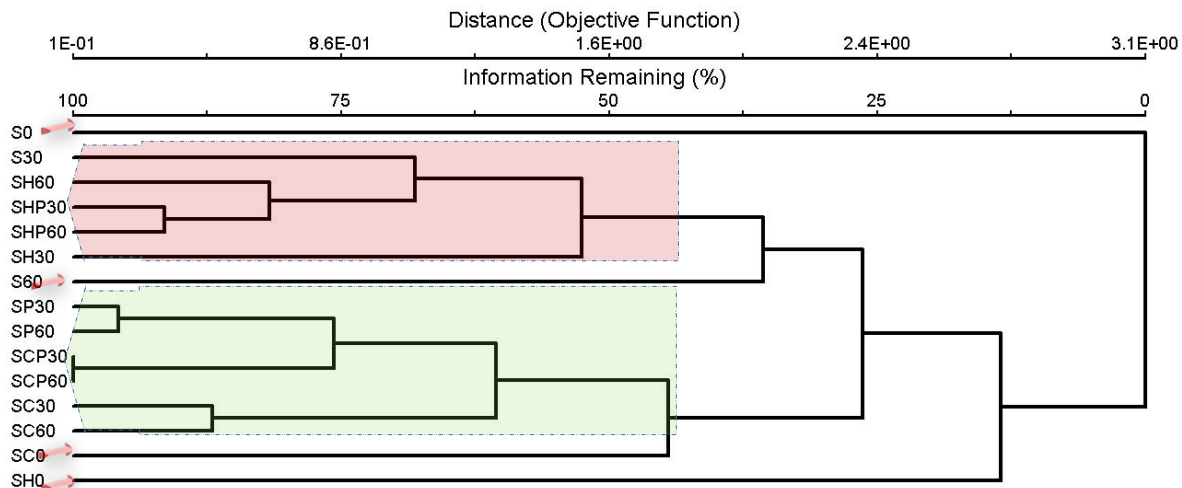 Distance (Objective Function)
1E-01 8.6E-01 1.6E+00 2.4E+00 3.1E+00
Information Remaining (%)
100 75 50 25 0
S0
S30
SH60
SHP30
SHP60
SH30
S60
SP30
SP60
SCP30
SCP60
SC30
SC60
SC0
SH0